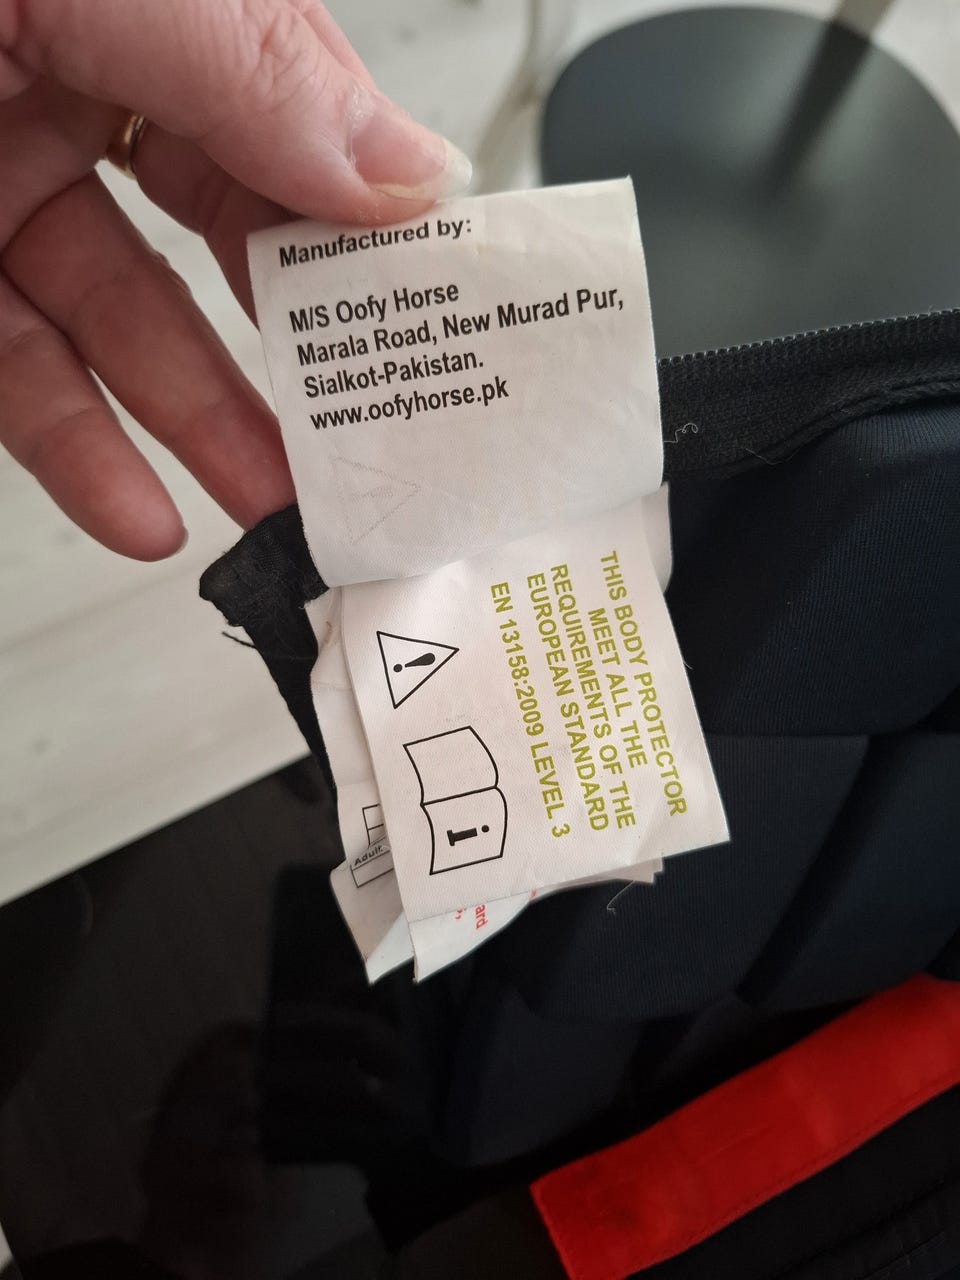 Manufactured by:
M/S Oofy Horse
Marala Road, New Murad Pur,
Sialkot-Pakistan.
www.oofyhorse.pk
THIS BODY PROTECTOR
MEET ALL THE
REQUIREMENTS OF THE
EUROPEAN STANDARD
EN 13158:2009 LEVEL 3
i
Adult